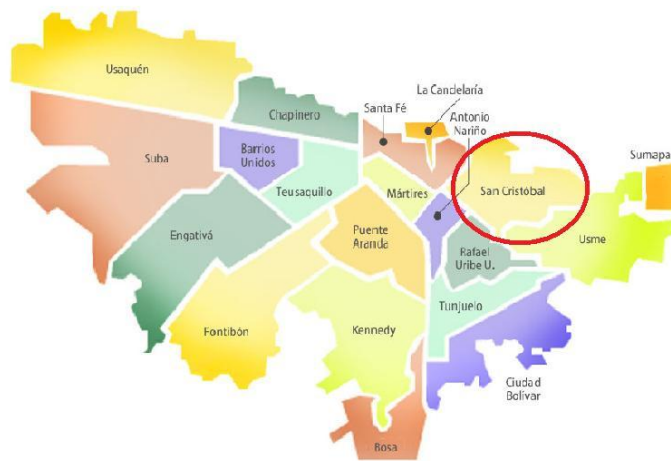 Usaquén
La Candelaría
Santa Fé
Antonio
Nariño
Chapinero
Barrios
Unidos
Suba
Sumapa
San Cristóbal
Teusaquillo
Mártires
Puente
Aranda
Engativá
Rafael
Uribe U.
Usme
Tunjuelo
Fontibón
Kennedy
Ciudad
Bolívar
Bosa